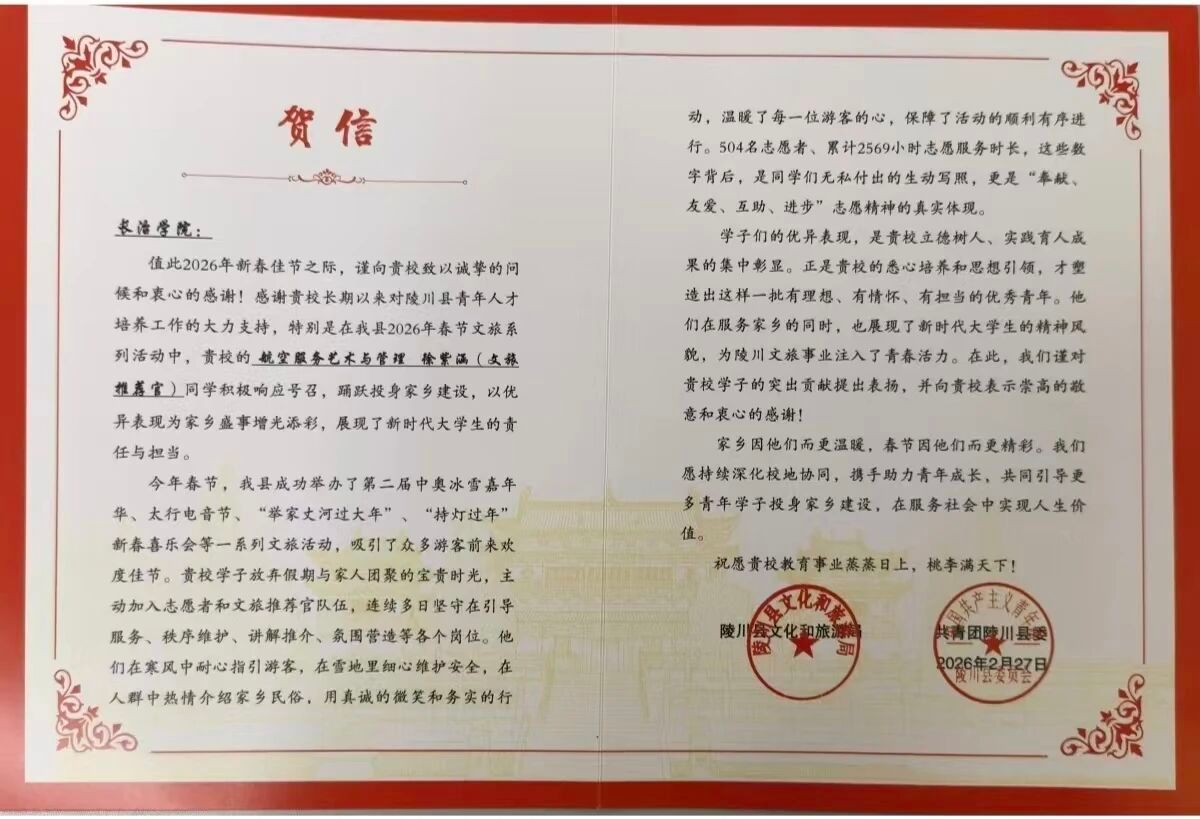 贺信
长治学院：
值此2026年新春佳节之际，谨向贵校致以诚挚的问
候和衷心的感谢！感谢贵校长期以来对陵川县青年人才
培养工作的大力支持，特别是在我县2026年春节文旅系
列活动中，贵校的 航空服务艺术与管理 徐紫涵（文旅
推荐官）同学积极响应号召，踊跃投身家乡建设，以优
异表现为家乡盛事增光添彩，展现了新时代大学生的责
任与担当。
今年春节，我县成功举办了第二届中奥冰雪嘉年
华、太行电音节、“举家丈河过大年”、“持灯过年”
新春喜乐会等一系列文旅活动，吸引了众多游客前来欢
度佳节。贵校学子放弃假期与家人团聚的宝贵时光，主
动加入志愿者和文旅推荐官队伍，连续多日坚守在引导
服务、秩序维护、讲解推介、氛围营造等各个岗位。他
们在寒风中耐心指引游客，在雪地里细心维护安全，在
人群中热情介绍家乡民俗，用真诚的微笑和务实的行
动，温暖了每一位游客的心，保障了活动的顺利有序进
行。504名志愿者、累计2569小时志愿服务时长，这些数
字背后，是同学们无私付出的生动写照，更是“奉献、
友爱、互助、进步”志愿精神的真实体现。
学子们的优异表现，是贵校立德树人、实践育人成
果的集中彰显。正是贵校的悉心培养和思想引领，才塑
造出这样一批有理想、有情怀、有担当的优秀青年。他
们在服务家乡的同时，也展现了新时代大学生的精神风
貌，为陵川文旅事业注入了青春活力。在此，我们谨对
贵校学子的突出贡献提出表扬，并向贵校表示崇高的敬
意和衷心的感谢！
家乡因他们而更温暖，春节因他们而更精彩。我们
愿持续深化校地协同，携手助力青年成长，共同引导更
多青年学子投身家乡建设，在服务社会中实现人生价
值。
祝愿贵校教育事业蒸蒸日上，桃李满天下！
陵川县文化和旅游局
陵川县文化和旅游局
共青团陵川县委
2026年2月27日
中国共产主义青年团
陵川县委员会